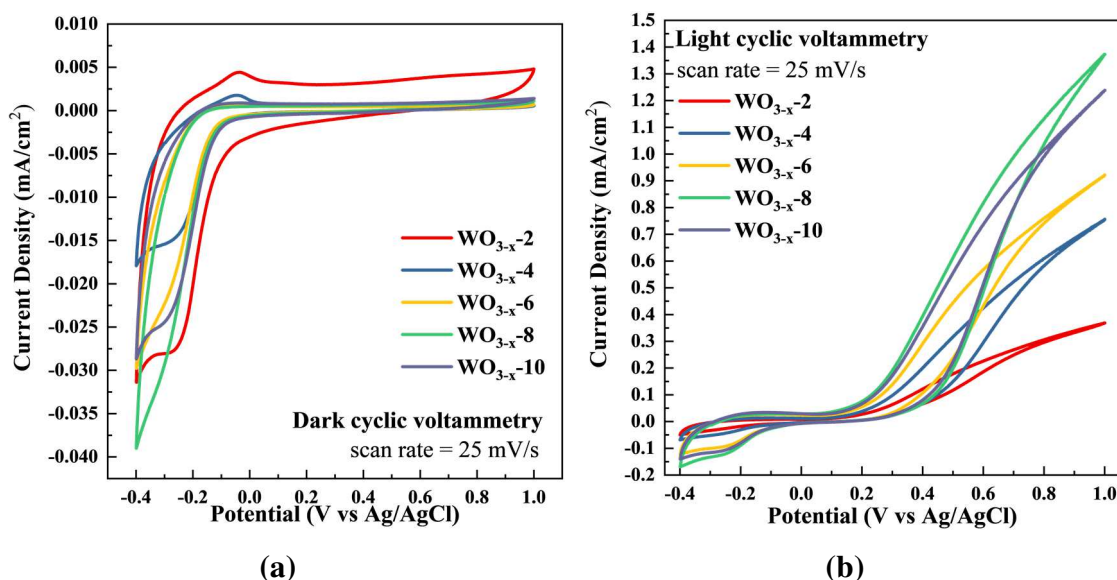 0.010
0.005
0.000
-0.005
-0.010
-0.015
-0.020
-0.025
-0.030
-0.035
-0.040
Current Density (mA/cm²)
WO₃₋ₓ-2
WO₃₋ₓ-4
WO₃₋ₓ-6
WO₃₋ₓ-8
WO₃₋ₓ-10
Dark cyclic voltammetry
scan rate = 25 mV/s
-0.4 -0.2 0.0 0.2 0.4 0.6 0.8 1.0
Potential (V vs Ag/AgCl)
(a)
1.5
1.4
1.3
1.2
1.1
1.0
0.9
0.8
0.7
0.6
0.5
0.4
0.3
0.2
0.1
0.0
-0.1
-0.2
Current Density (mA/cm²)
Light cyclic voltammetry
scan rate = 25 mV/s
WO₃₋ₓ-2
WO₃₋ₓ-4
WO₃₋ₓ-6
WO₃₋ₓ-8
WO₃₋ₓ-10
-0.4 -0.2 0.0 0.2 0.4 0.6 0.8 1.0
Potential (V vs Ag/AgCl)
(b)